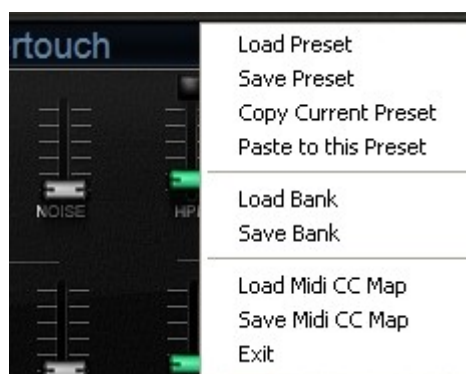 rtouch
Load Preset
Save Preset
Copy Current Preset
Paste to this Preset
NOISE
HP
Load Bank
Save Bank
Load Midi CC Map
Save Midi CC Map
Exit